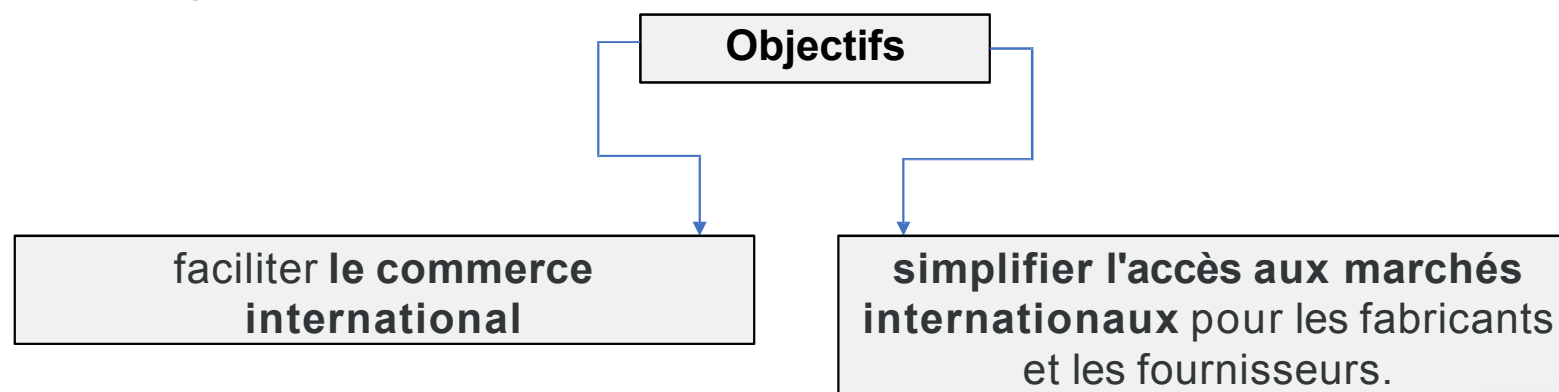 Objectifs
faciliter le commerce
international
simplifier l'accès aux marchés
internationaux pour les fabricants
et les fournisseurs.